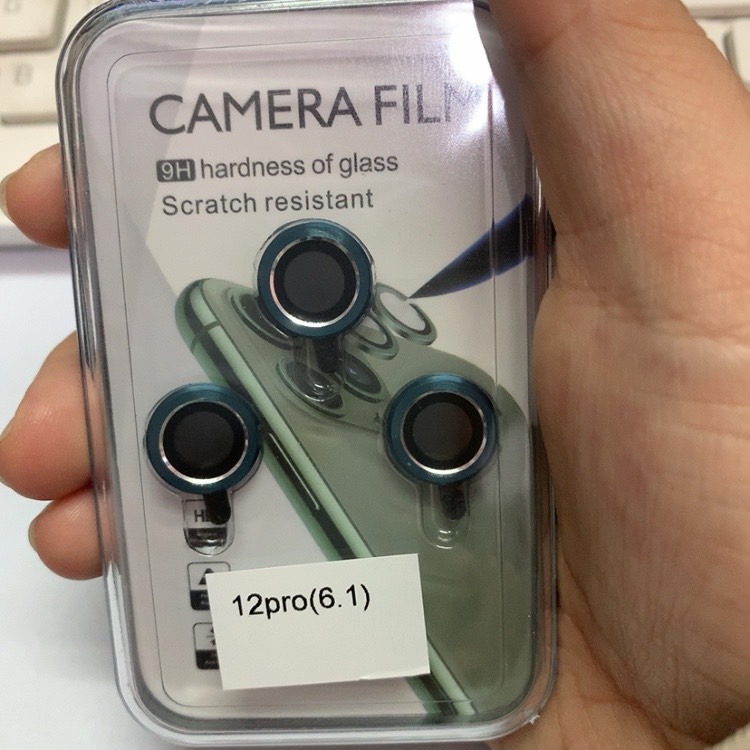 CAMERA FILM
9H hardness of glass
Scratch resistant
12pro(6.1)